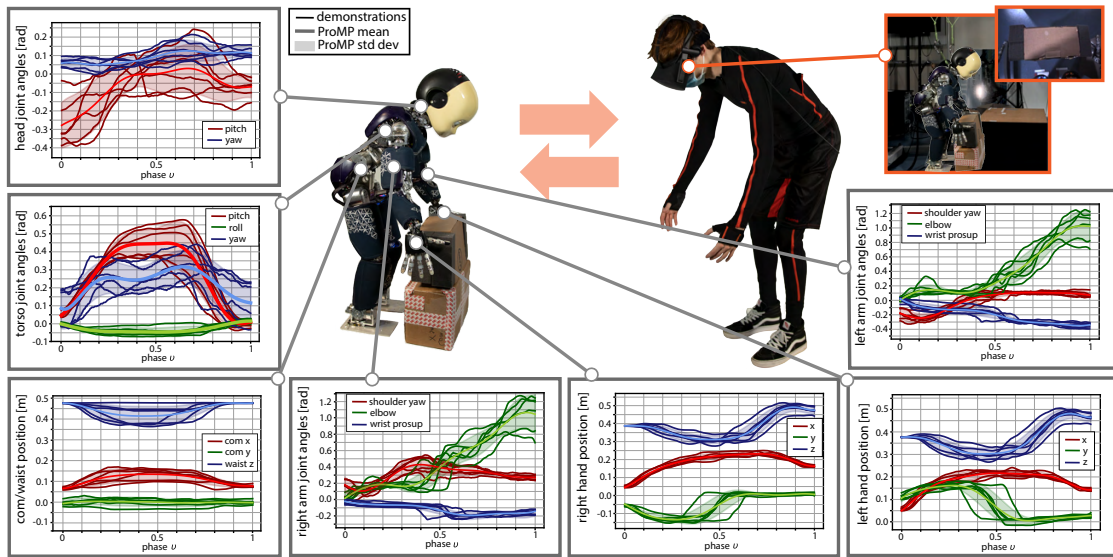 demonstrations
ProMP mean
ProMP std dev
head joint angles [rad]
0.2
0.1
0.0
-0.1
-0.2
-0.3
-0.4
pitch
yaw
0
0.5
1
phase υ
torso joint angles [rad]
0.6
0.5
0.4
0.3
0.2
0.1
0.0
-0.1
pitch
roll
yaw
0
0.5
1
phase υ
left arm joint angles [rad]
1.2
1.0
0.8
0.6
0.4
0.2
0.0
-0.2
-0.4
shoulder yaw
elbow
wrist prosup
0
0.5
1
phase υ
com/waist position [m]
0.5
0.4
0.3
0.2
0.1
0.0
-0.1
com x
com y
waist z
0
0.5
1
phase υ
right arm joint angles [rad]
1.2
1.0
0.8
0.6
0.4
0.2
0.0
-0.2
shoulder yaw
elbow
wrist prosup
0
0.5
1
phase υ
right hand position [m]
0.5
0.4
0.3
0.2
0.1
0.0
-0.1
x
y
z
0
0.5
1
phase υ
left hand position [m]
0.5
0.4
0.3
0.2
0.1
0.0
x
y
z
0
0.5
1
phase υ